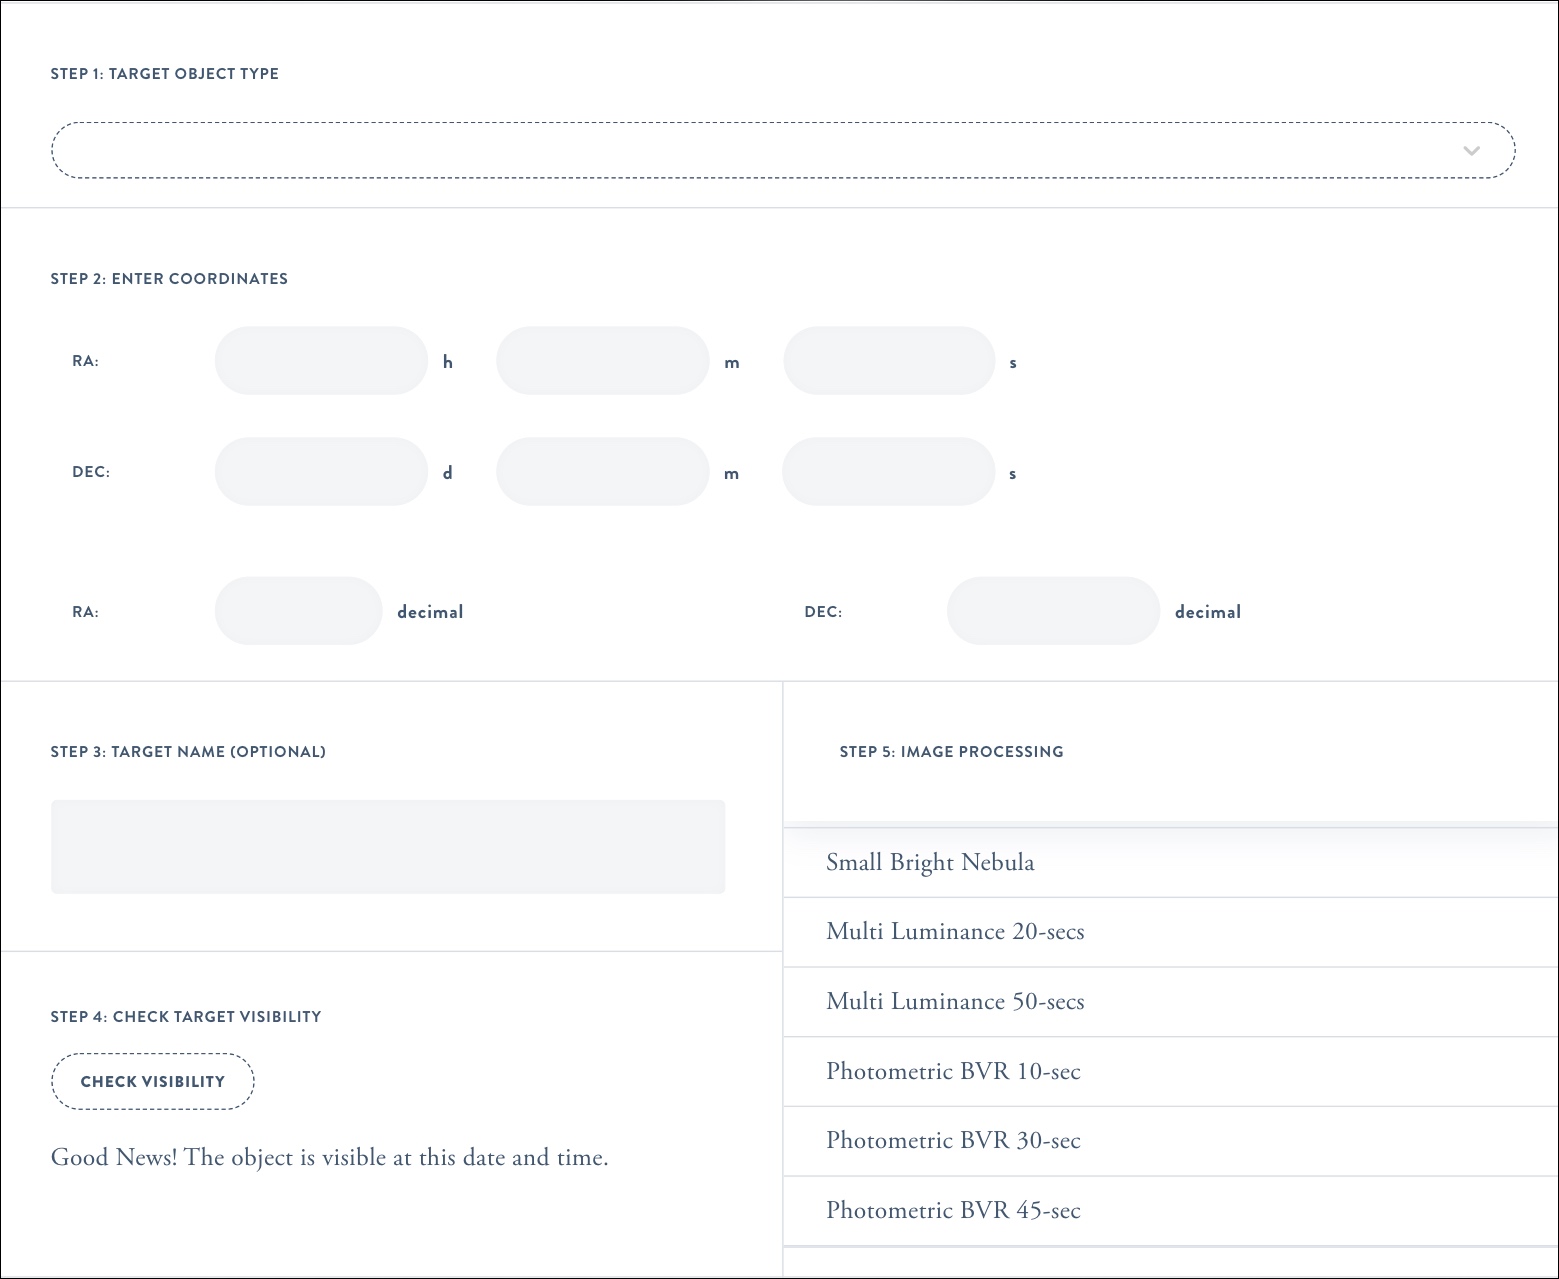 STEP 1: TARGET OBJECT TYPE
STEP 2: ENTER COORDINATES
RA: h m s
DEC: d m s
RA: decimal DEC: decimal
STEP 3: TARGET NAME (OPTIONAL)
STEP 4: CHECK TARGET VISIBILITY
CHECK VISIBILITY
Good News! The object is visible at this date and time.
STEP 5: IMAGE PROCESSING
Small Bright Nebula
Multi Luminance 20-secs
Multi Luminance 50-secs
Photometric BVR 10-sec
Photometric BVR 30-sec
Photometric BVR 45-sec